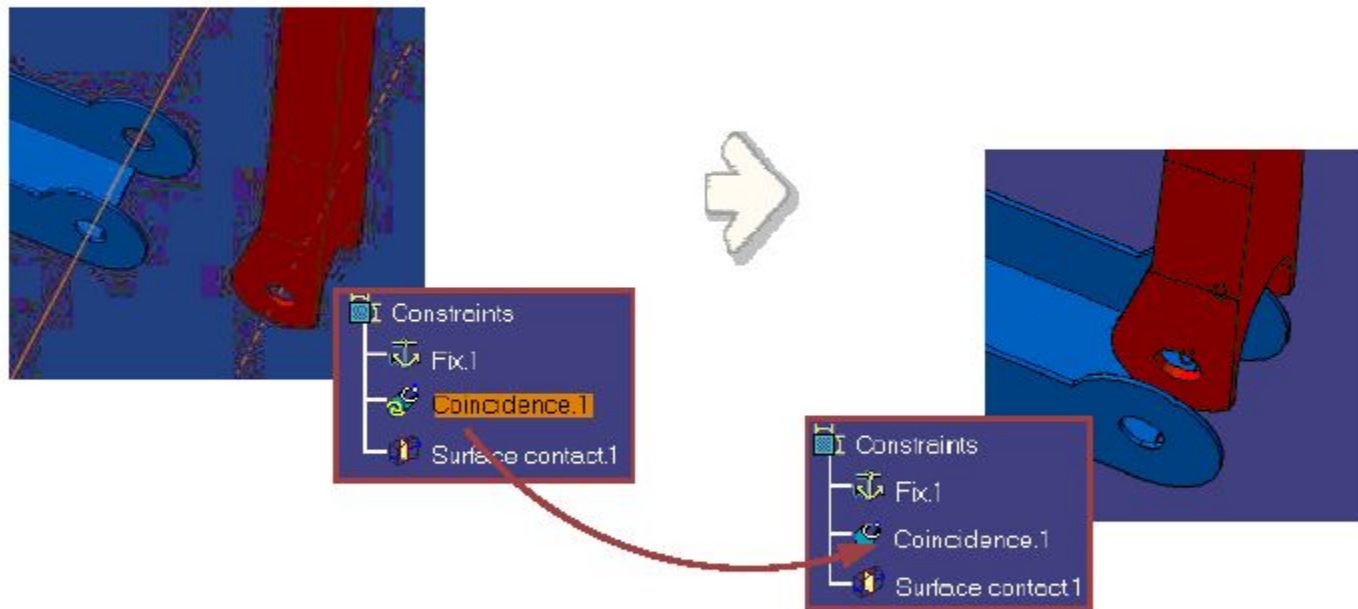 Constraints
Fix.1
Coincidence.1
Surface contact.1
Constraints
Fix.1
Coincidence.1
Surface contact.1